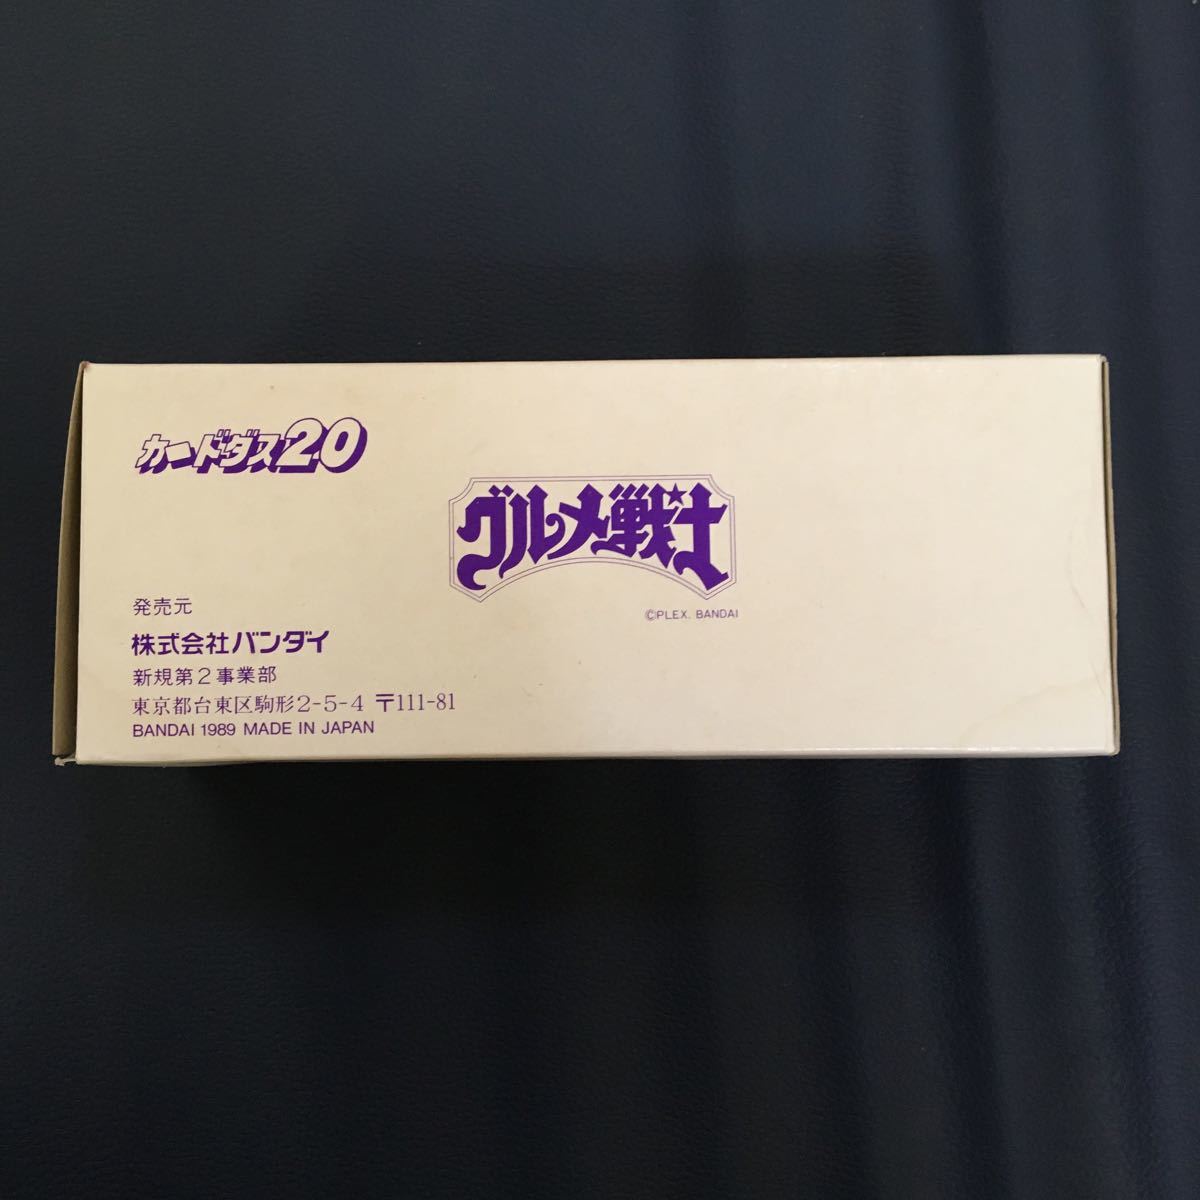 カードダス20
グルメ戦士
©PLEX. BANDAI
発売元
株式会社バンダイ
新規第2事業部
東京都台東区駒形2-5-4 〒111-81
BANDAI 1989 MADE IN JAPAN